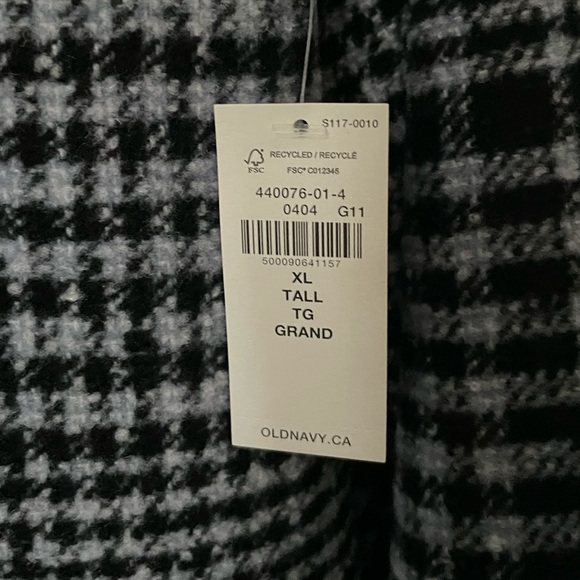 S117-0010
RECYCLED / RECYCLÉ
FSC
FSC® C012345
440076-01-4
0404 G11
500090641157
XL
TALL
TG
GRAND
OLDNAVY.CA